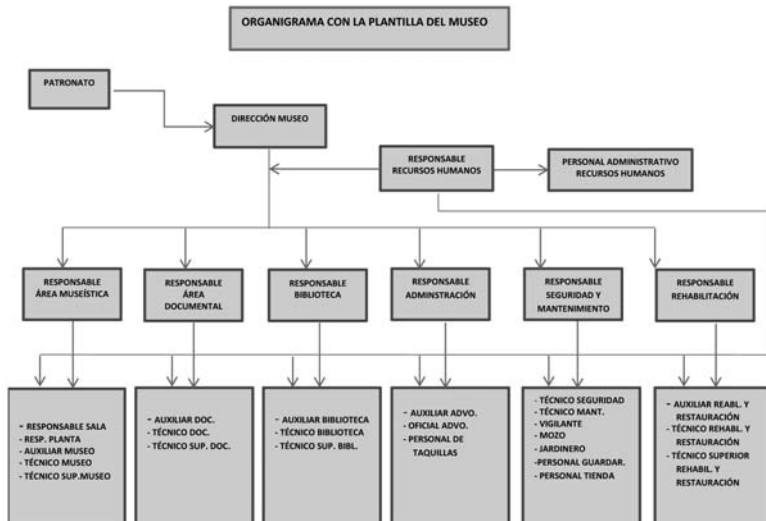 ORGANIGRAMA CON LA PLANTILLA DEL MUSEO
PATRONATO
DIRECCIÓN MUSEO
RESPONSABLE
RECURSOS HUMANOS
PERSONAL ADMINISTRATIVO
RECURSOS HUMANOS
RESPONSABLE
ÁREA MUSEÍSTICA
RESPONSABLE
ÁREA
DOCUMENTAL
RESPONSABLE
BIBLIOTECA
RESPONSABLE
ADMINSTRACIÓN
RESPONSABLE
SEGURIDAD Y
MANTENIMIENTO
RESPONSABLE
REHABILITACIÓN
- RESPONSABLE SALA
- RESP. PLANTA
- AUXILIAR MUSEO
- TÉCNICO MUSEO
- TÉCNICO SUP.MUSEO
- AUXILIAR DOC.
- TÉCNICO DOC.
- TÉCNICO SUP. DOC.
- AUXILIAR BIBLIOTECA
- TÉCNICO BIBLIOTECA
- TÉCNICO SUP. BIBL.
- AUXILIAR ADVO.
- OFICIAL ADVO.
- PERSONAL DE
TAQUILLAS
- TÉCNICO SEGURIDAD
- TÉCNICO MANT.
- VIGILANTE
- MOZO
- JARDINERO
-PERSONAL GUARDAR.
- PERSONAL TIENDA
- AUXILIAR REABL. Y
RESTAURACIÓN
- TÉCNICO REHABL. Y
RESTAURACIÓN
- TÉCNICO SUPERIOR
REHABIL. Y
RESTAURACIÓN